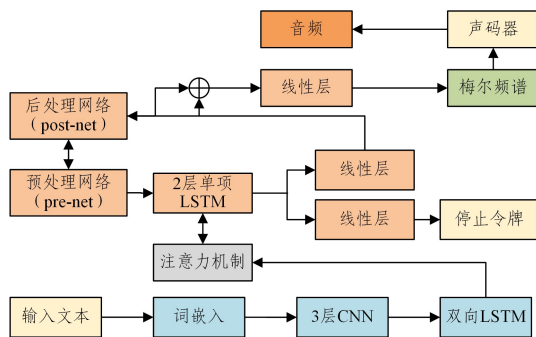 音频
声码器
后处理网络
（post-net）
线性层
梅尔频谱
预处理网络
（pre-net）
2层单项
LSTM
线性层
线性层
停止令牌
注意力机制
输入文本
词嵌入
3层CNN
双向LSTM